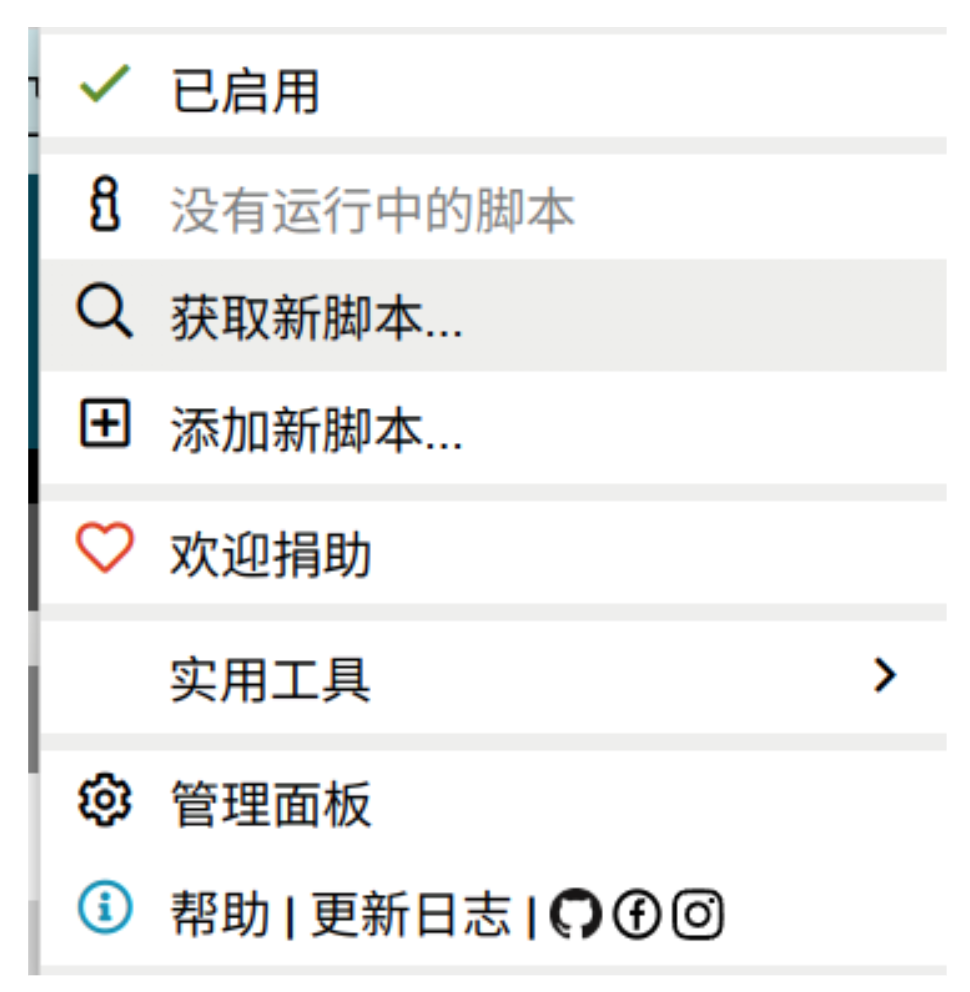 已启用
没有运行中的脚本
获取新脚本...
添加新脚本...
欢迎捐助
实用工具
管理面板
帮助 | 更新日志 |